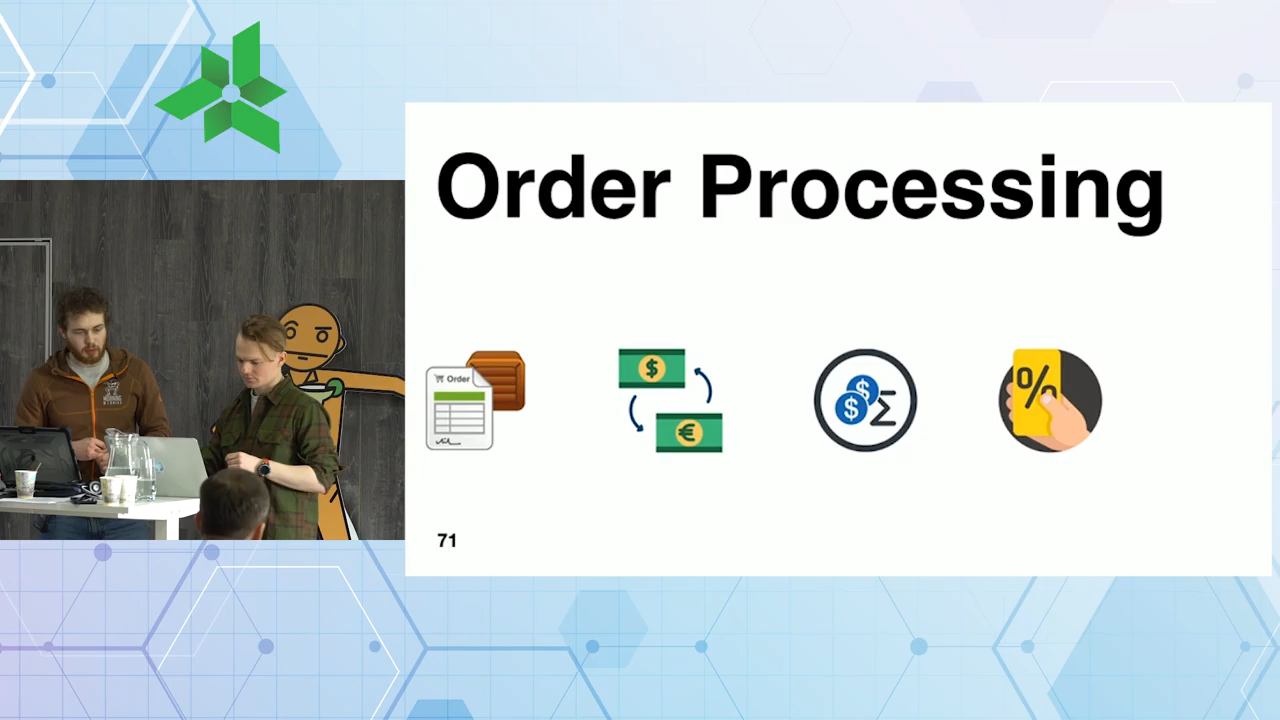 Order Processing
Order
$
€
$
$ Σ
%
71